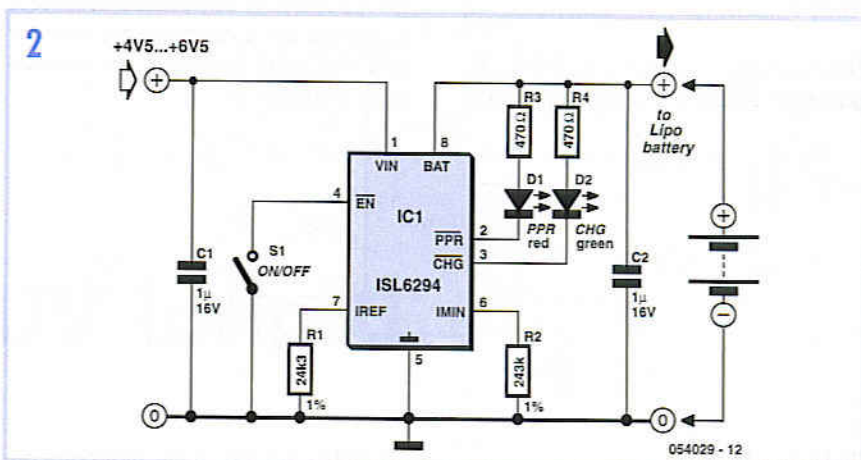 2
+4V5...+6V5
R3
R4
470Ω
470Ω
to
Lipo
battery
1
8
VIN
BAT
D1
D2
4
EN
IC1
PPR
2
PPR
red
CHG
green
CHG
3
C1
1μ
16V
S1
ON/OFF
ISL6294
C2
1μ
16V
7
IREF
IMIN
6
R1
24k3
1%
5
R2
243k
1%
0
0
054029 - 12